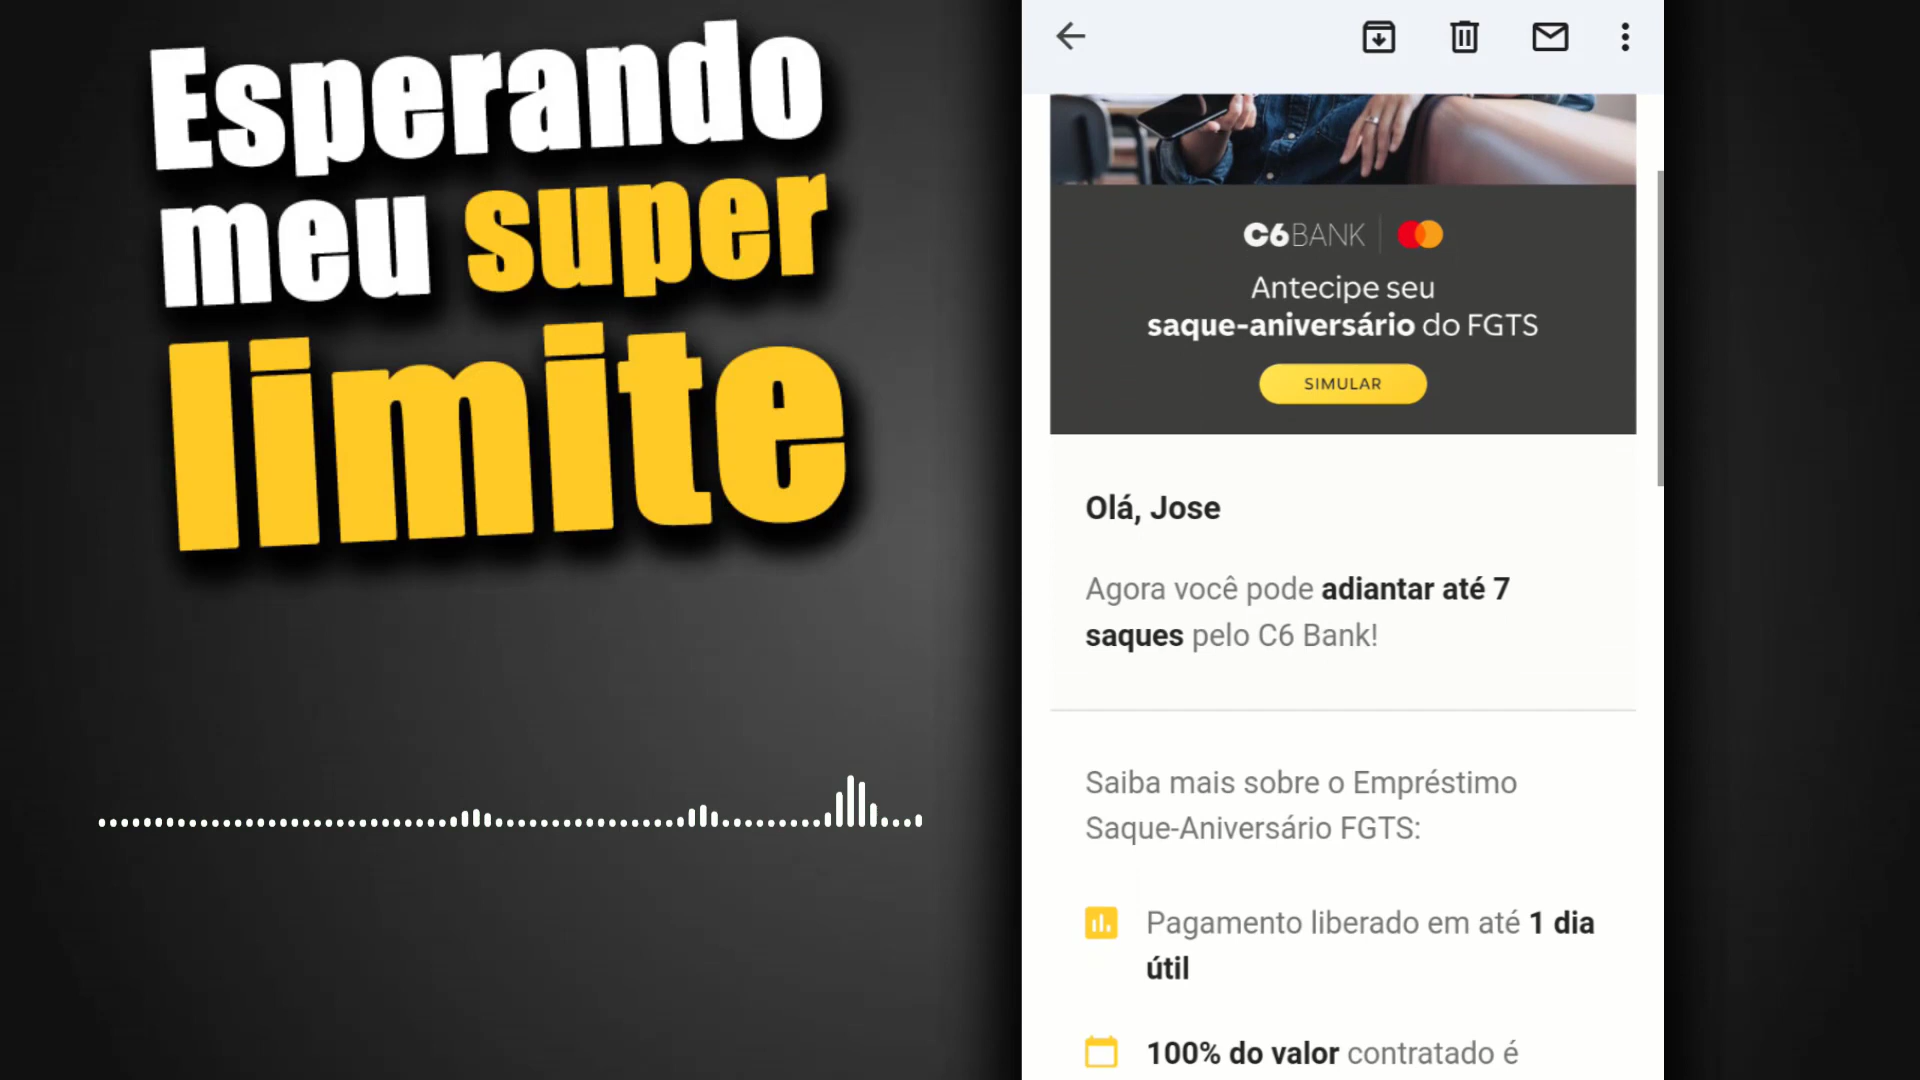 Esperando
meu super
limite
C6BANK
Antecipe seu
saque-aniversário do FGTS
SIMULAR
Olá, Jose
Agora você pode adiantar até 7
saques pelo C6 Bank!
Saiba mais sobre o Empréstimo
Saque-Aniversário FGTS:
Pagamento liberado em até 1 dia
útil
100% do valor contratado é